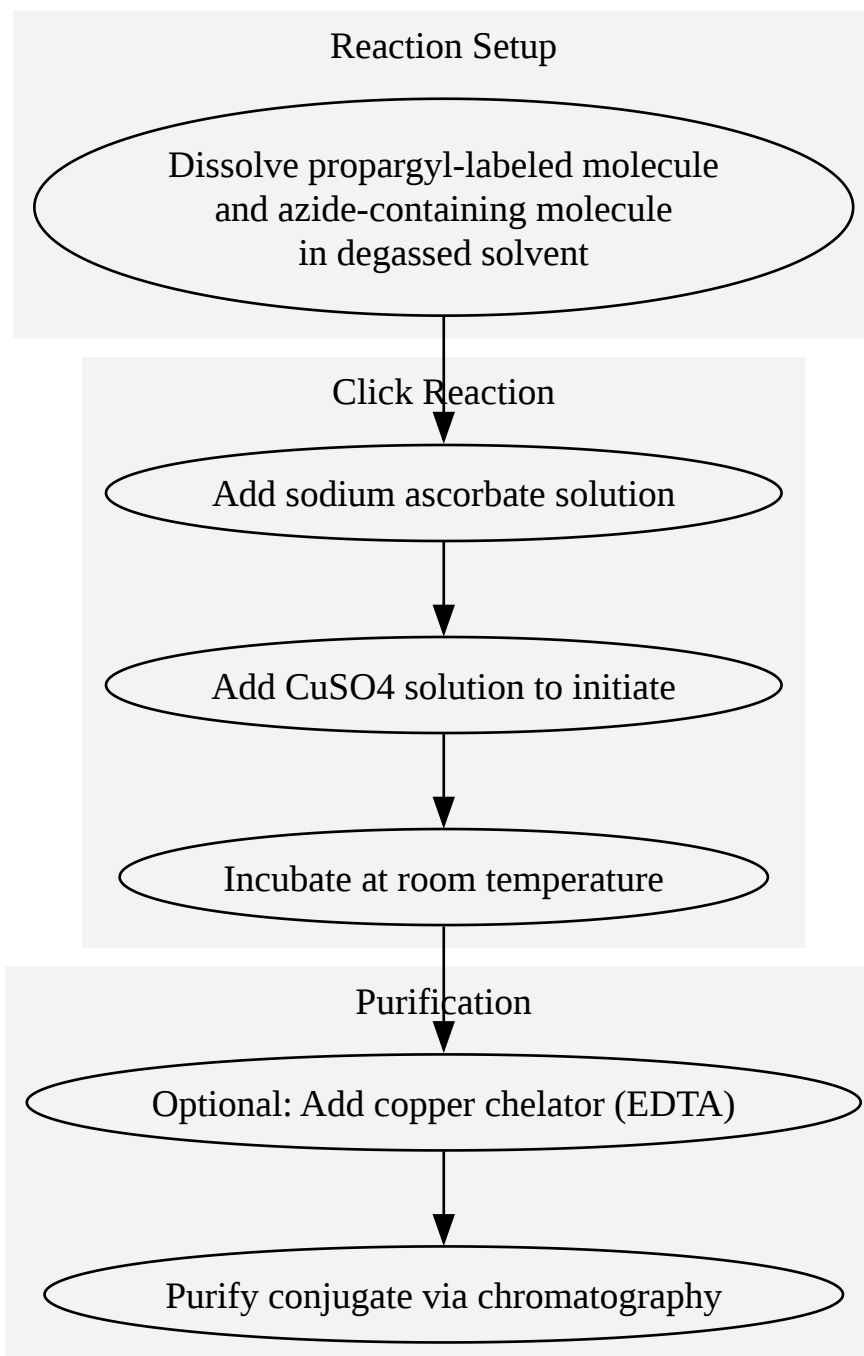 Reaction Setup
Dissolve propargyl-labeled molecule
and azide-containing molecule
in degassed solvent
Click Reaction
Add sodium ascorbate solution
Add CuSO4 solution to initiate
Incubate at room temperature
Purification
Optional: Add copper chelator (EDTA)
Purify conjugate via chromatography